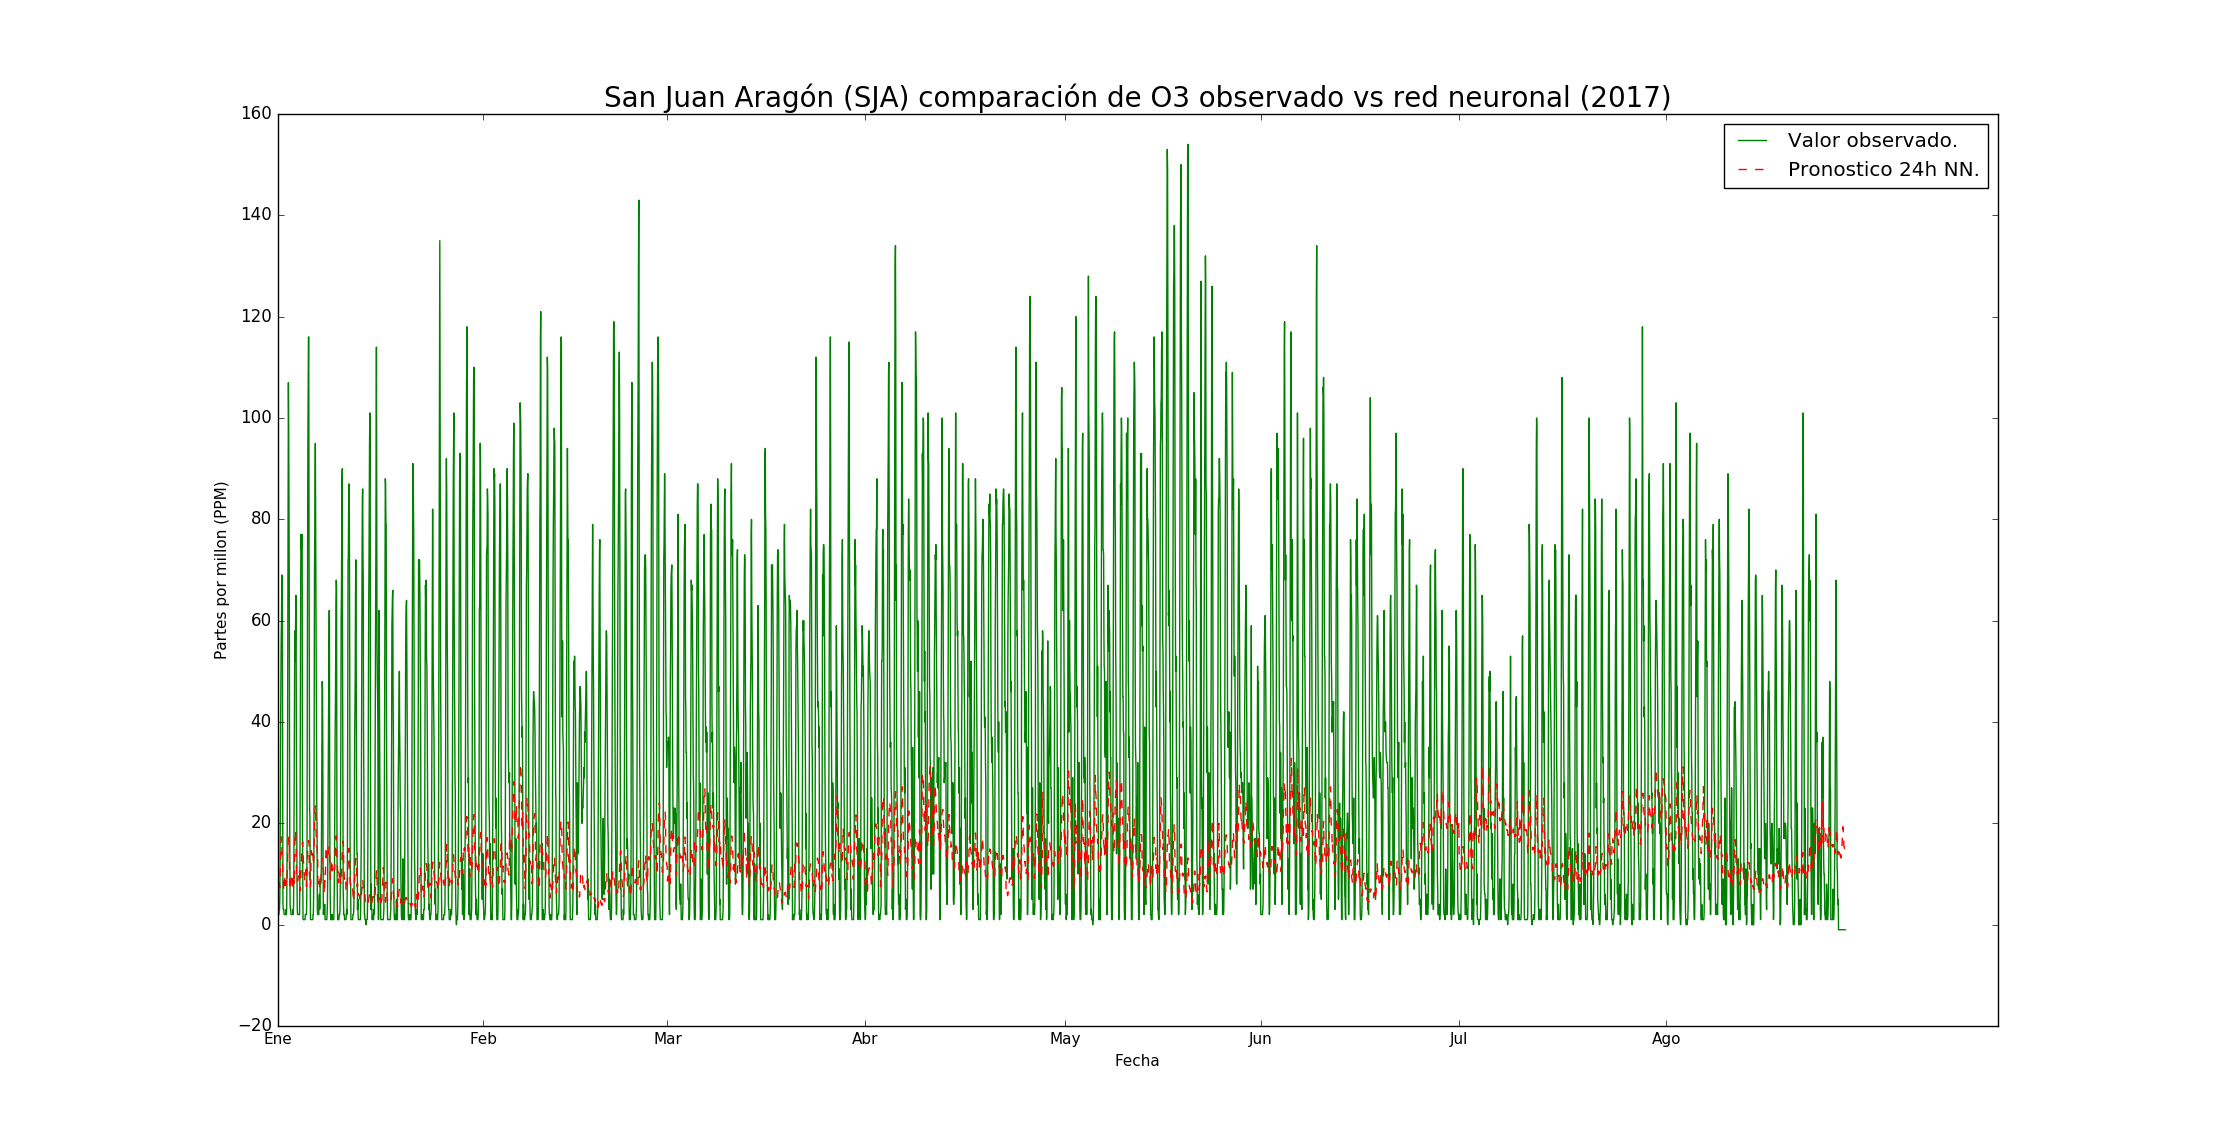 San Juan Aragón (SJA) comparación de O3 observado vs red neuronal (2017)
Valor observado.
Pronostico 24h NN.
160
140
120
100
80
60
40
20
0
−20
Partes por millon (PPM)
Ene Feb Mar Abr May Jun Jul Ago
Fecha